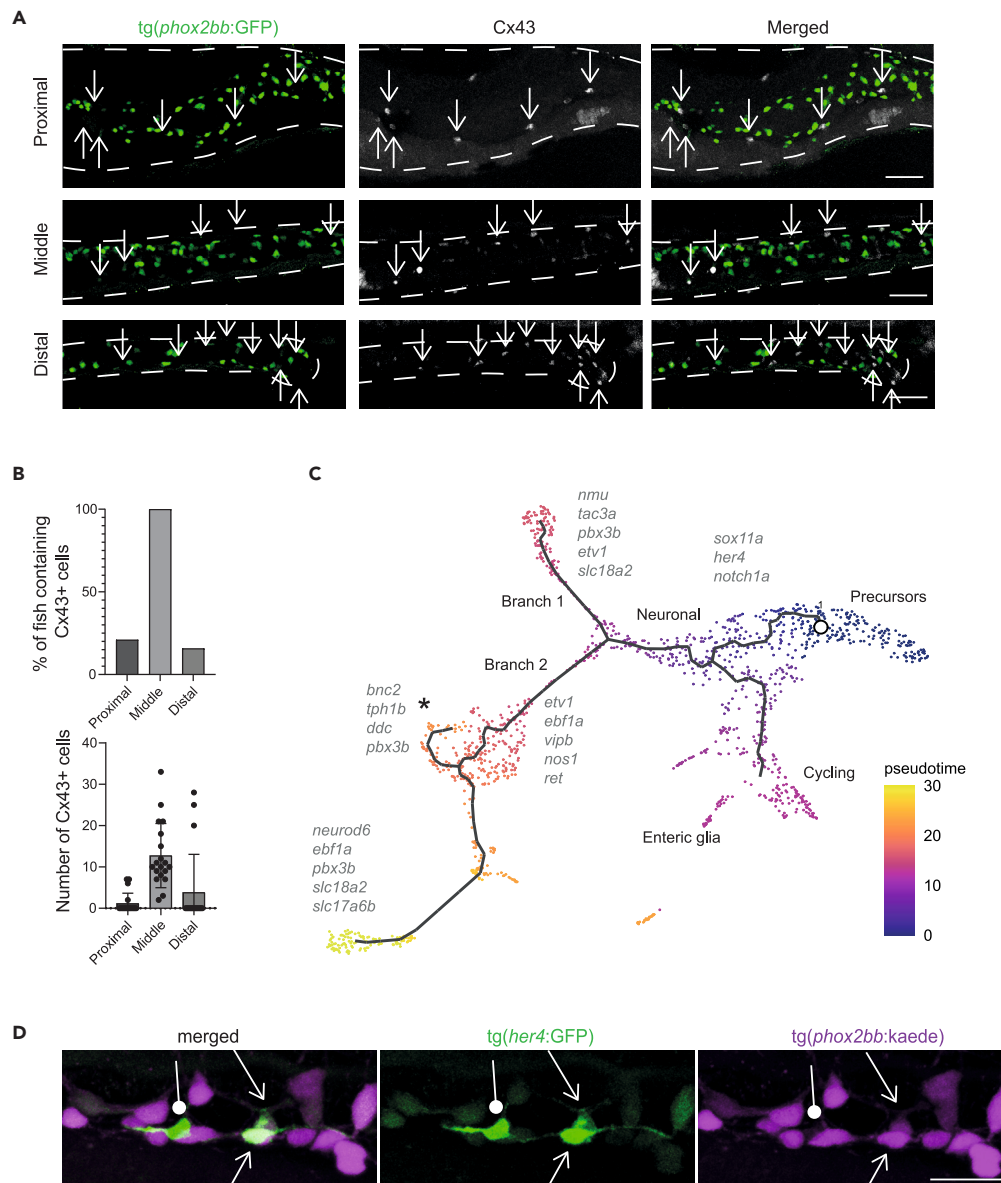 A
tg(phox2bb:GFP)
Cx43
Merged
Proximal
Middle
Distal
B
% of fish containing
Cx43+ cells
100
50
0
Proximal
Middle
Distal
Number of Cx43+ cells
40
30
20
10
0
Proximal
Middle
Distal
C
nmu
tac3a
pbx3b
etv1
slc18a2
sox11a
her4
notch1a
Branch 1
Neuronal
Precursors
1
Branch 2
bnc2
tph1b
ddc
pbx3b
*
etv1
ebf1a
vipb
nos1
ret
Cycling
Enteric glia
neurod6
ebf1a
pbx3b
slc18a2
slc17a6b
pseudotime
30
20
10
0
D
merged
tg(her4:GFP)
tg(phox2bb:kaede)